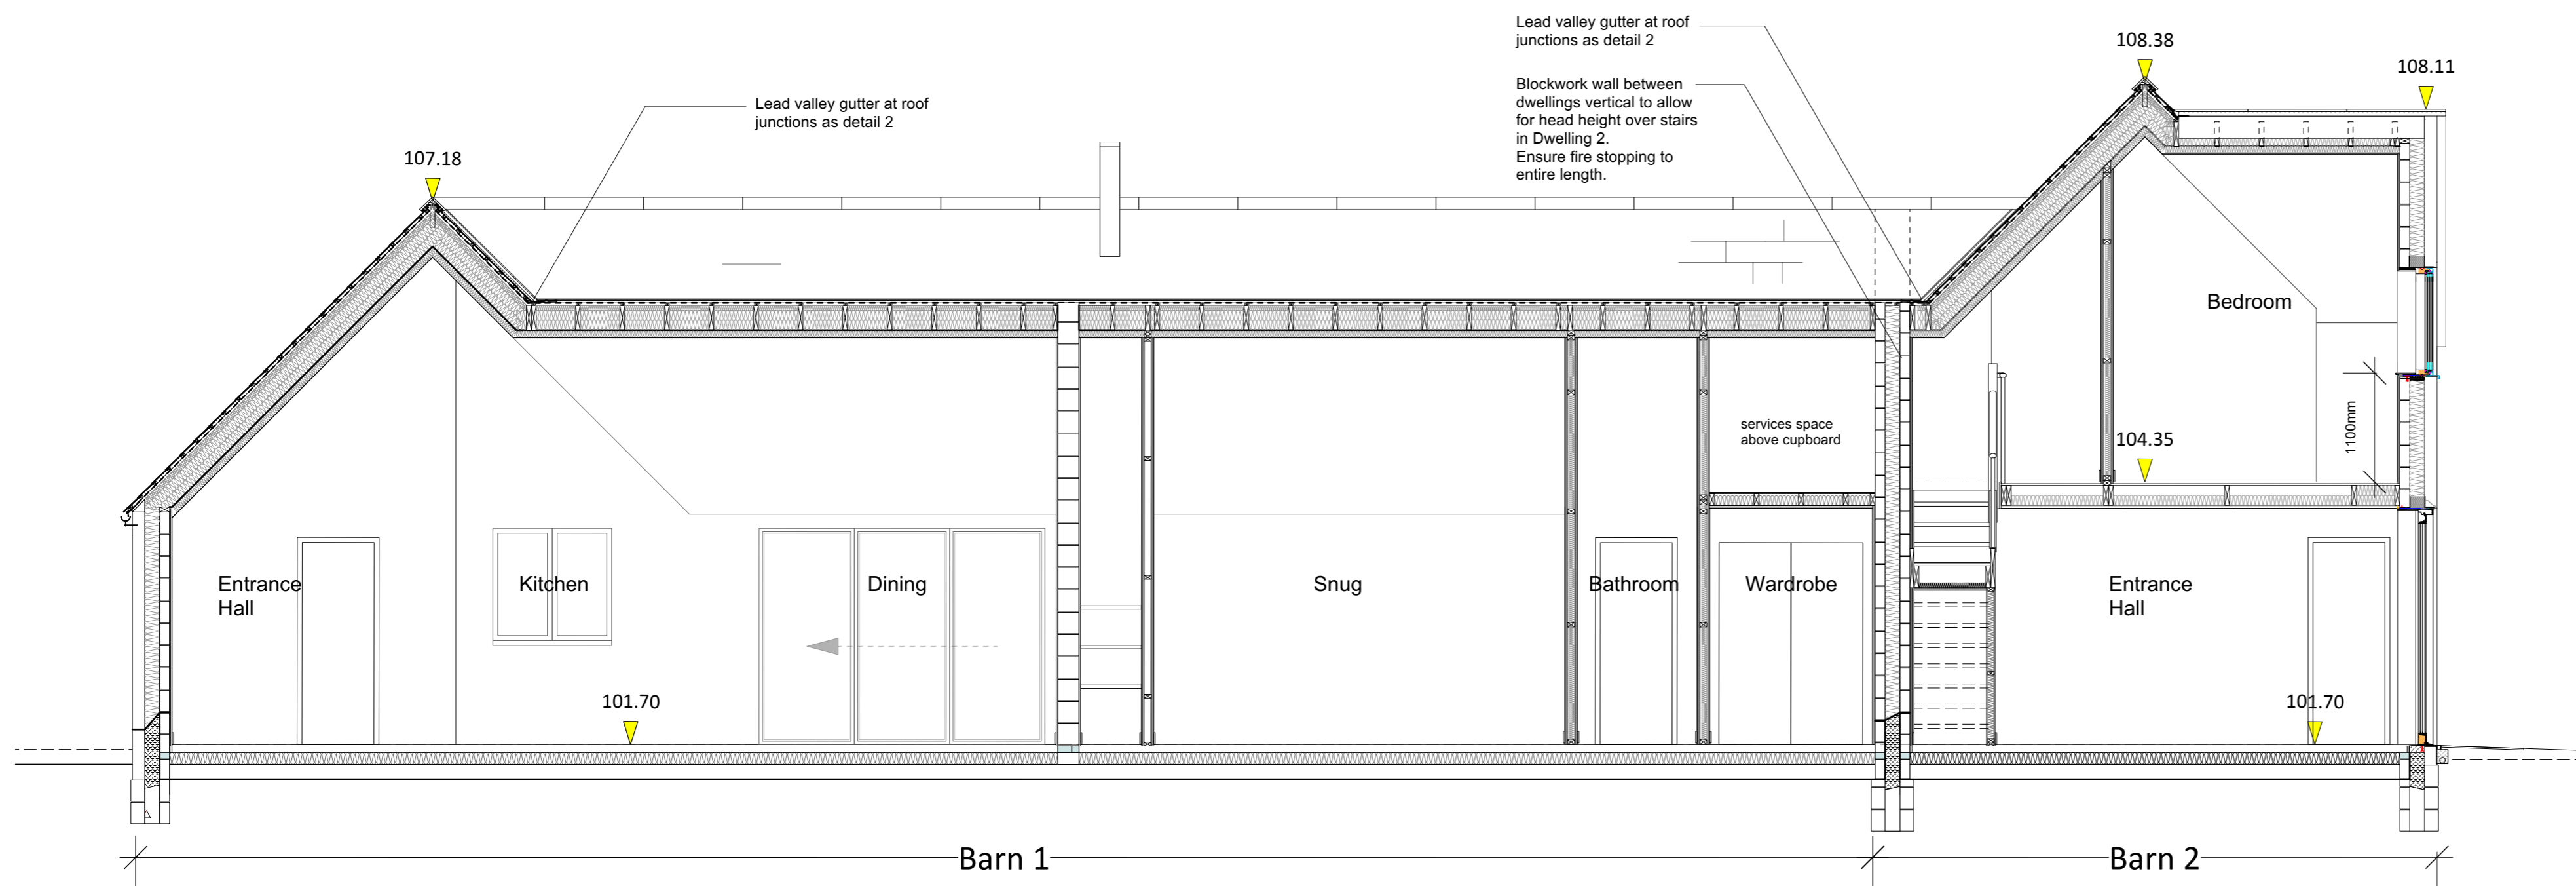 Lead valley gutter at roof
junctions as detail 2
Blockwork wall between
dwellings vertical to allow
for head height over stairs
in Dwelling 2.
Ensure fire stopping to
entire length.
108.38
108.11
Lead valley gutter at roof
junctions as detail 2
107.18
Bedroom
services space
above cupboard
1100mm
104.35
Entrance
Hall
Kitchen
Dining
Snug
Bathroom
Wardrobe
Entrance
Hall
101.70
101.70
Barn 1
Barn 2